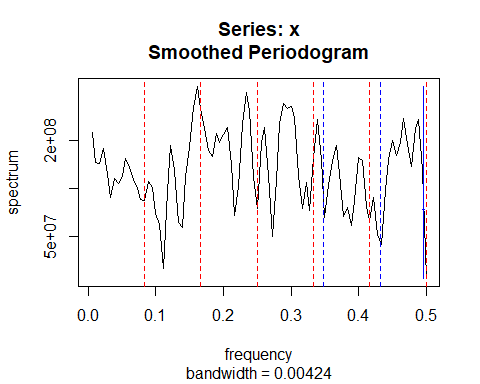 Series: x
Smoothed Periodogram
spectrum
2e+08
5e+07
0.0 0.1 0.2 0.3 0.4 0.5
frequency
bandwidth = 0.00424